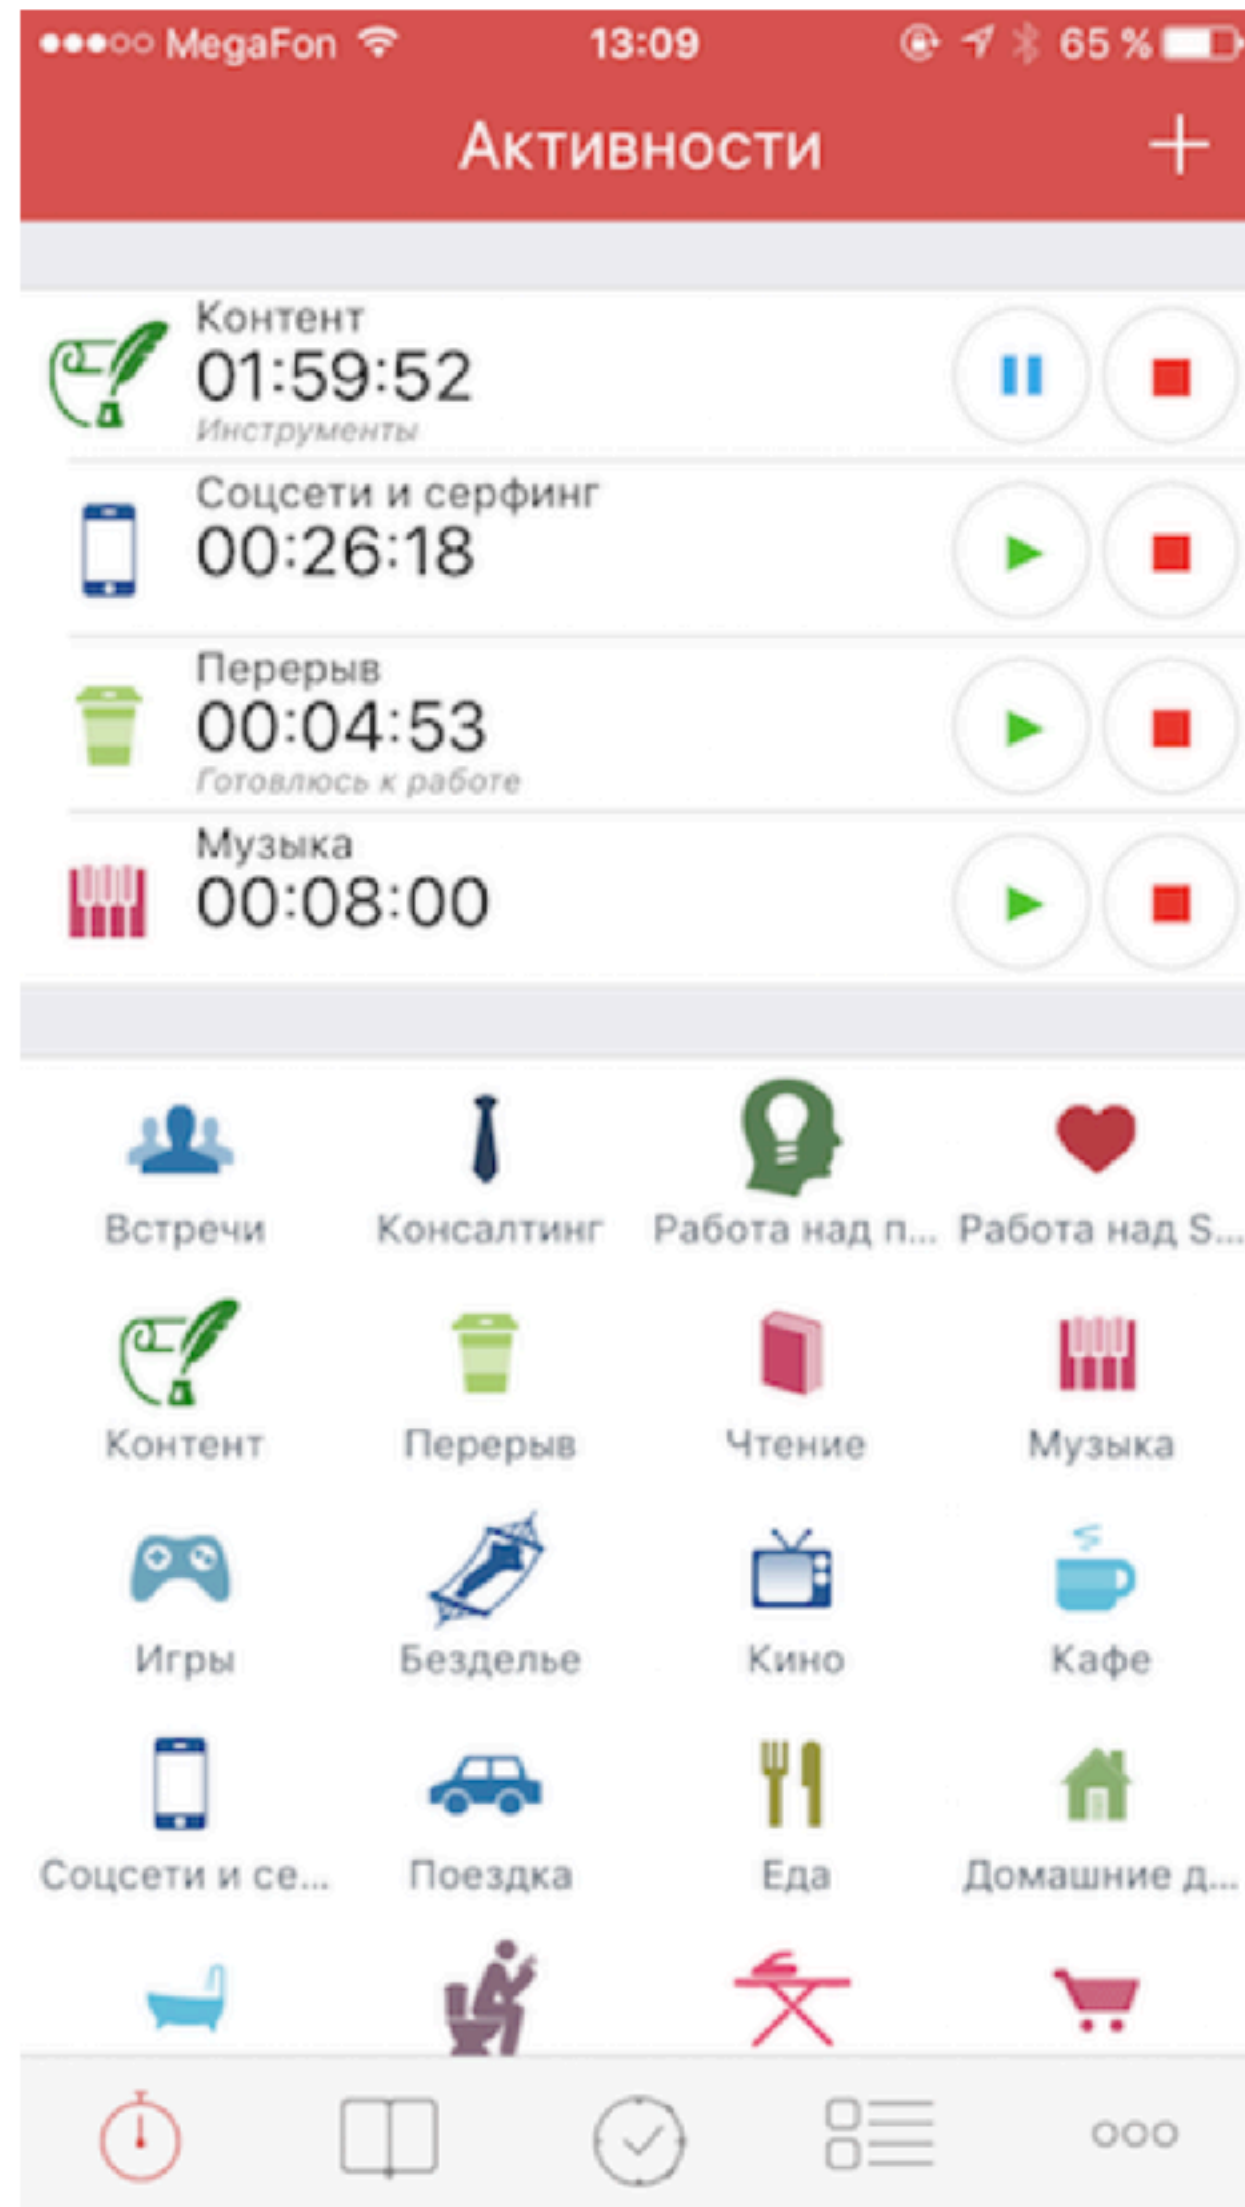 MegaFon 13:09 65 %
Активности
Контент
01:59:52
Инструменты
Соцсети и серфинг
00:26:18
Перерыв
00:04:53
Готовлюсь к работе
Музыка
00:08:00
Встречи Консалтинг Работа над п... Работа над S...
Контент Перерыв Чтение Музыка
Игры Безделье Кино Кафе
Соцсети и се... Поездка Еда Домашние д...